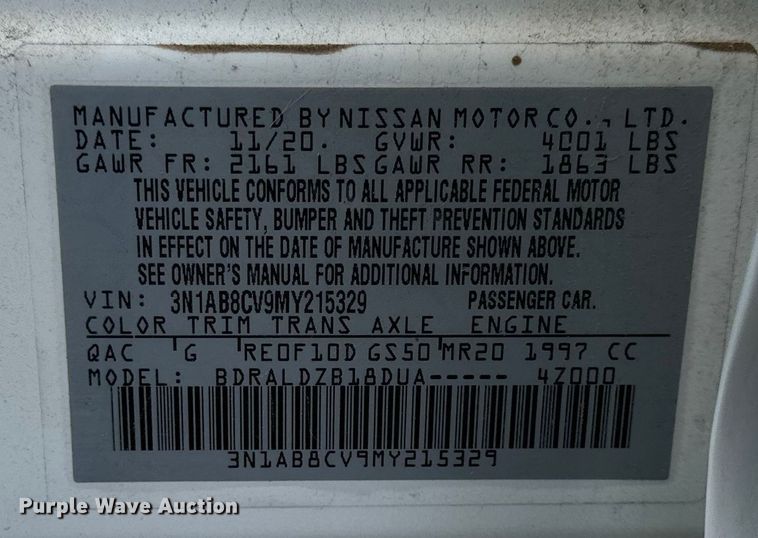 MANUFACTURED BY NISSAN MOTOR CO., LTD.
DATE: 11/20. GVWR: 4001 LBS
GAWR FR: 2161 LBS GAWR RR: 1863 LBS
THIS VEHICLE CONFORMS TO ALL APPLICABLE FEDERAL MOTOR
VEHICLE SAFETY, BUMPER AND THEFT PREVENTION STANDARDS
IN EFFECT ON THE DATE OF MANUFACTURE SHOWN ABOVE.
SEE OWNER'S MANUAL FOR ADDITIONAL INFORMATION.
VIN: 3N1AB8CV9MY215329 PASSENGER CAR.
COLOR TRIM TRANS AXLE ENGINE
QAC G RE0F10D GS50 MR20 1997 CC
MODEL: BDRALDZB18DUA----- 4Z000
3N1AB8CV9MY215329
Purple Wave Auction